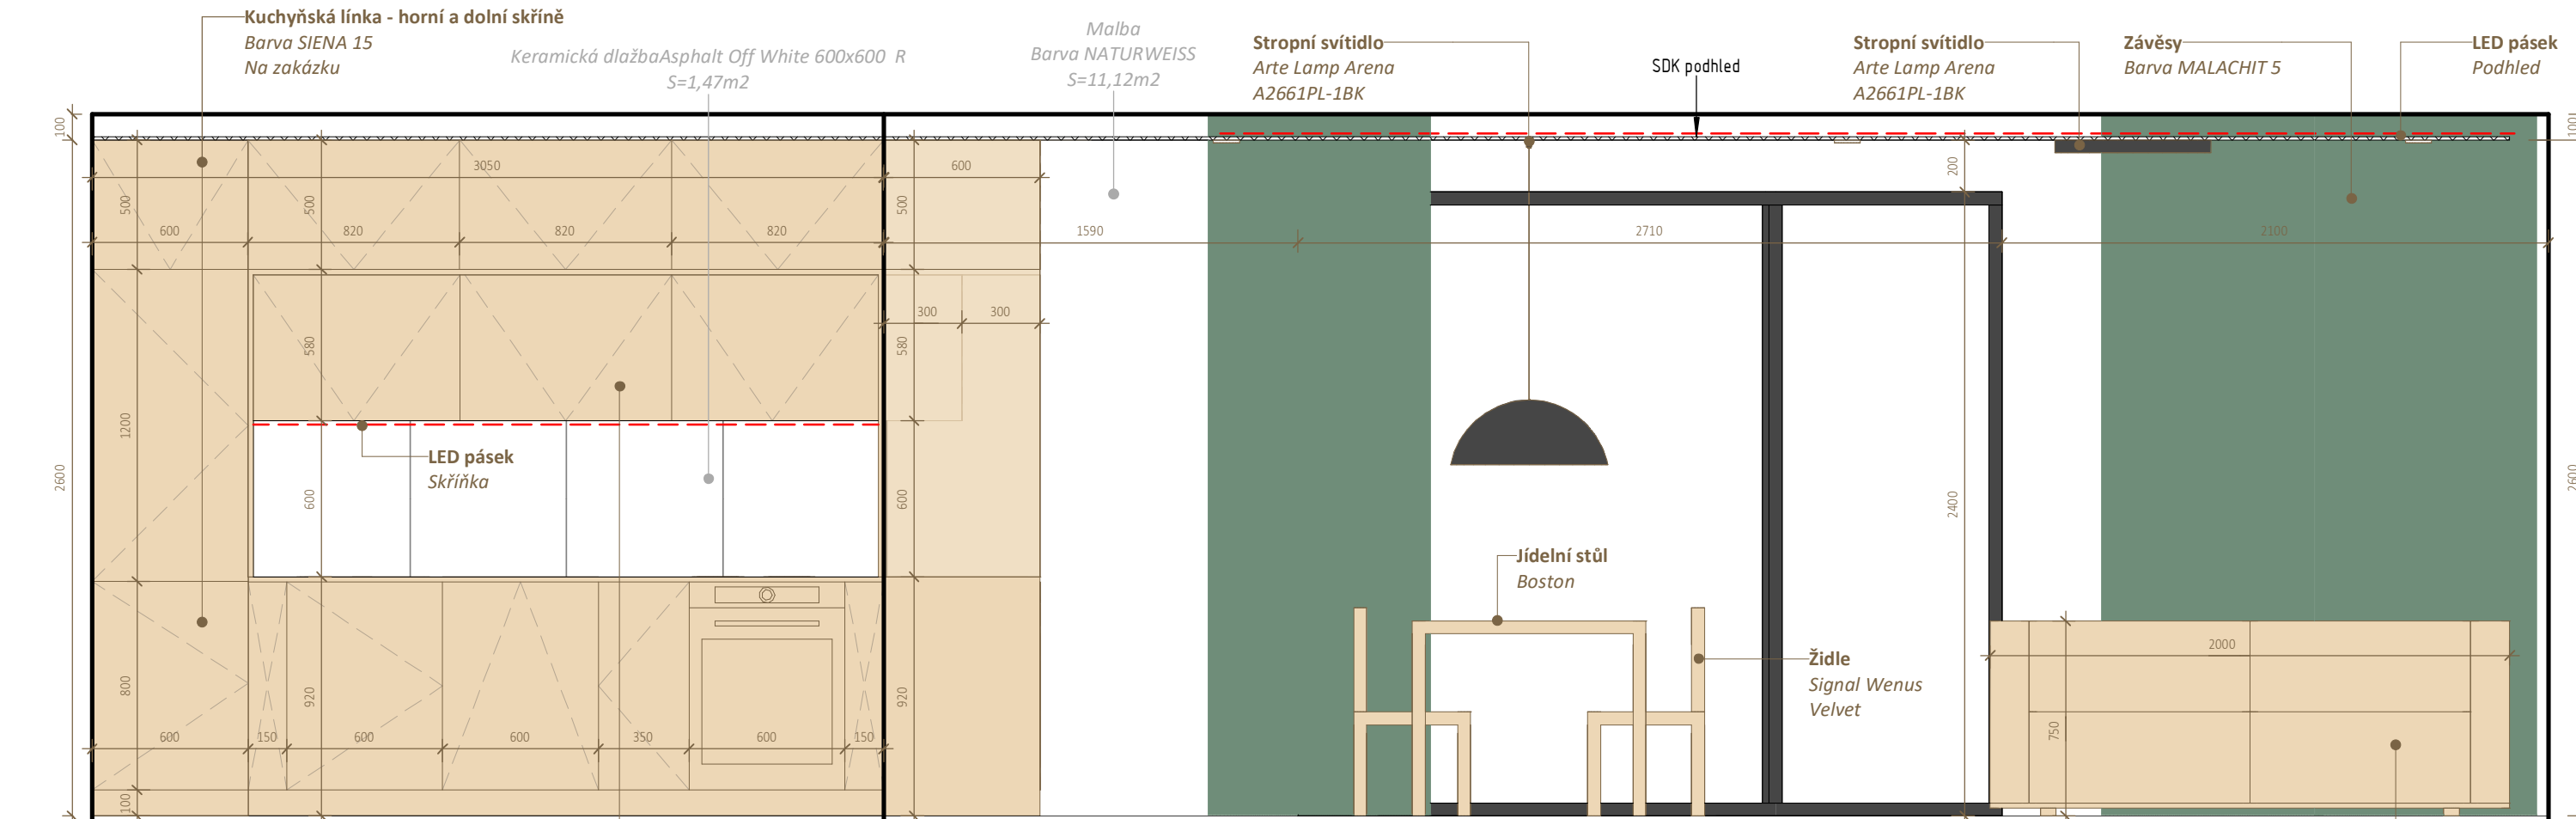 Kuchyňská línka - horní a dolní skříně
Barva SIENA 15
Na zakázku
Keramická dlažbaAsphalt Off White 600x600 R
S=1,47m2
Malba
Barva NATURWEISS
S=11,12m2
Stropní svítidlo
Arte Lamp Arena
A2661PL-1BK
SDK podhled
Stropní svítidlo
Arte Lamp Arena
A2661PL-1BK
Závěsy
Barva MALACHIT 5
LED pásek
Podhled
100
100
3050
600
200
500
500
500
600
820
820
820
1590
2710
2100
300
300
580
580
1200
LED pásek
Skříňka
2600
600
600
2400
2600
Jídelní stůl
Boston
Židle
Signal Wenus
Velvet
2000
800
920
920
750
600
150
600
600
350
600
150
100